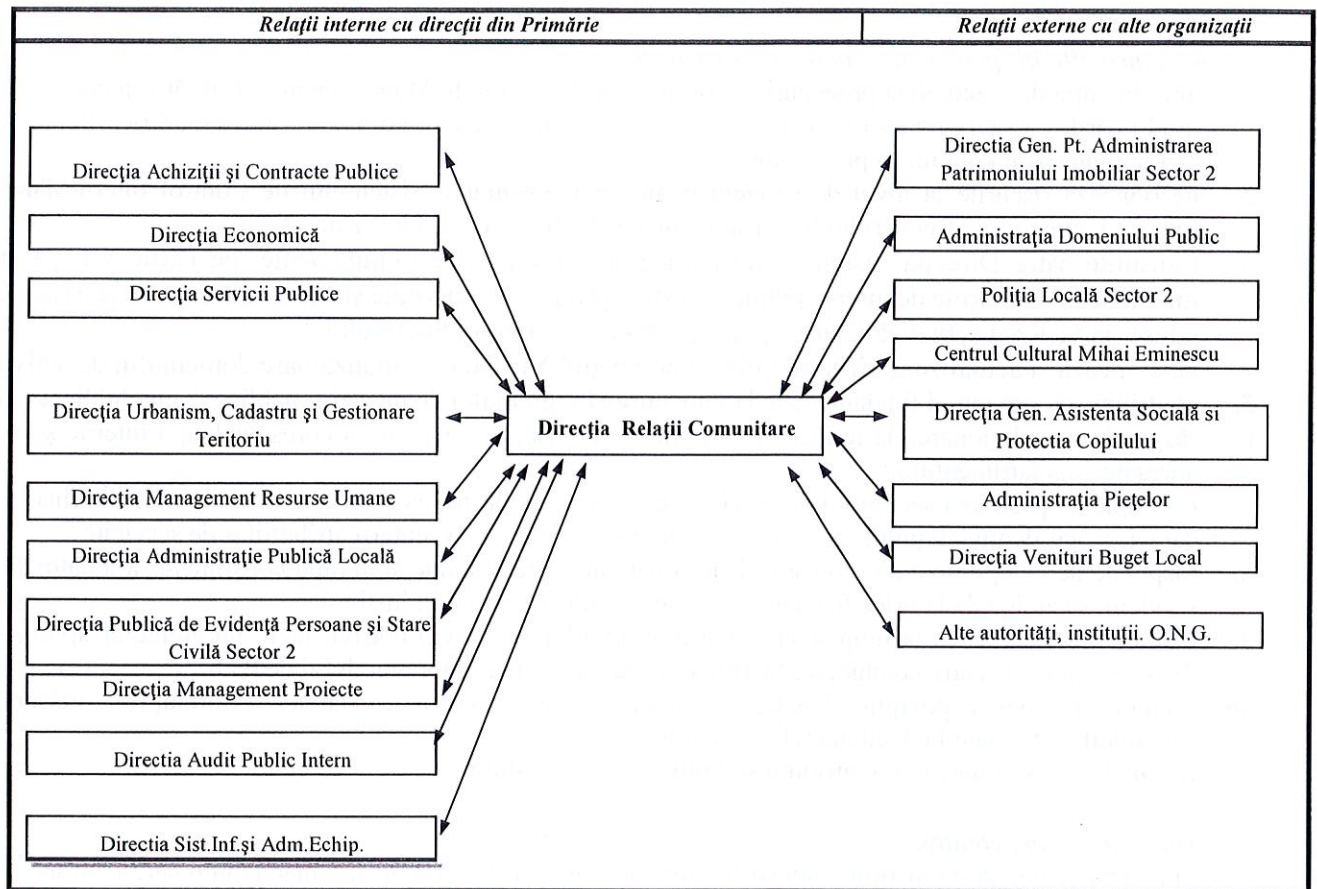 Relaţii interne cu direcţii din Primărie
Relaţii externe cu alte organizaţii
Direcţia Achiziţii şi Contracte Publice
Direcţia Economică
Direcţia Servicii Publice
Direcţia Urbanism, Cadastru şi Gestionare
Teritoriu
Direcţia Management Resurse Umane
Direcţia Administraţie Publică Locală
Direcţia Publică de Evidenţă Persoane şi Stare
Civilă Sector 2
Direcţia Management Proiecte
Directia Audit Public Intern
Directia Sist.Inf.şi Adm.Echip.
Direcţia Relaţii Comunitare
Directia Gen. Pt. Administrarea
Patrimoniului Imobiliar Sector 2
Administraţia Domeniului Public
Poliţia Locală Sector 2
Centrul Cultural Mihai Eminescu
Direcţia Gen. Asistenta Socială si
Protectia Copilului
Administraţia Pieţelor
Direcţia Venituri Buget Local
Alte autorităţi, instituţii. O.N.G.